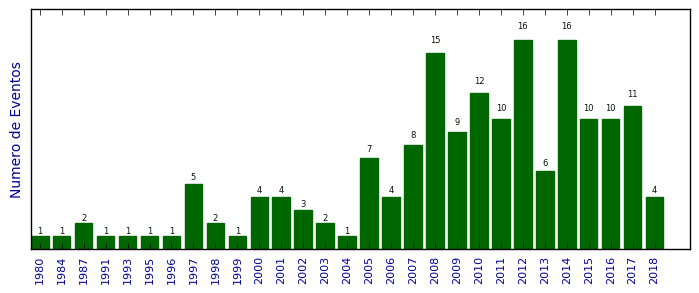 Numero de Eventos
1 1 2 1 1 1 1 5 2 1 4 4 3 2 1 7 4 8 15 9 12 10 16 6 16 10 10 11 4
1980 1984 1987 1991 1993 1995 1996 1997 1998 1999 2000 2001 2002 2003 2004 2005 2006 2007 2008 2009 2010 2011 2012 2013 2014 2015 2016 2017 2018